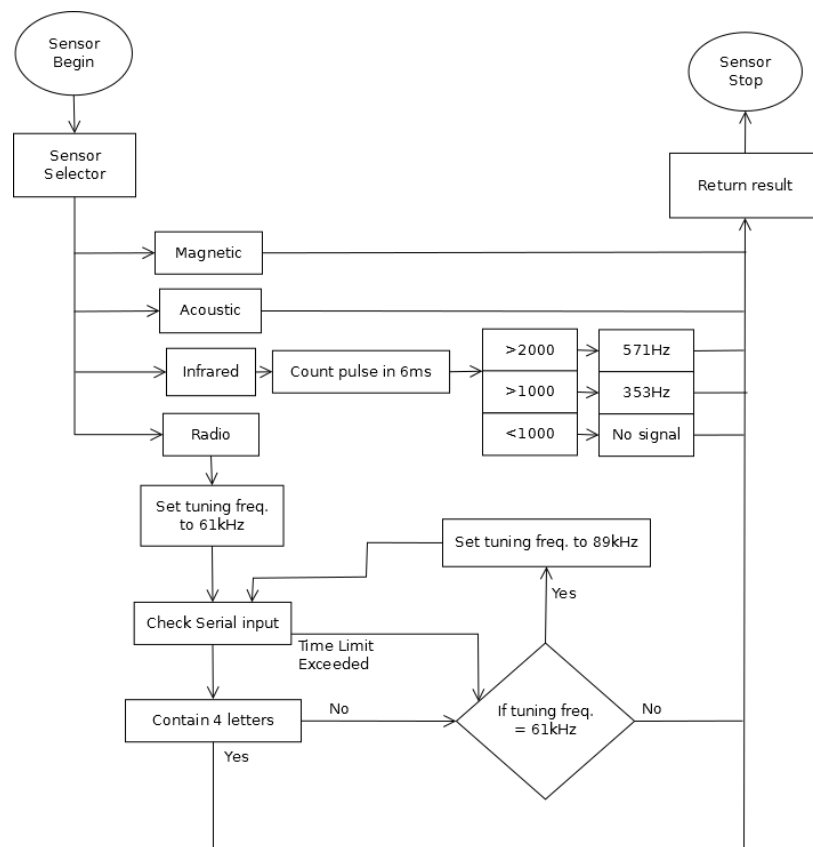 Sensor
Begin
Sensor
Stop
Sensor
Selector
Return result
Magnetic
Acoustic
Infrared
Count pulse in 6ms
>2000
571Hz
>1000
353Hz
<1000
No signal
Radio
Set tuning freq.
to 61kHz
Set tuning freq. to 89kHz
Yes
Check Serial input
Time Limit
Exceeded
Contain 4 letters
No
If tuning freq.
= 61kHz
No
Yes